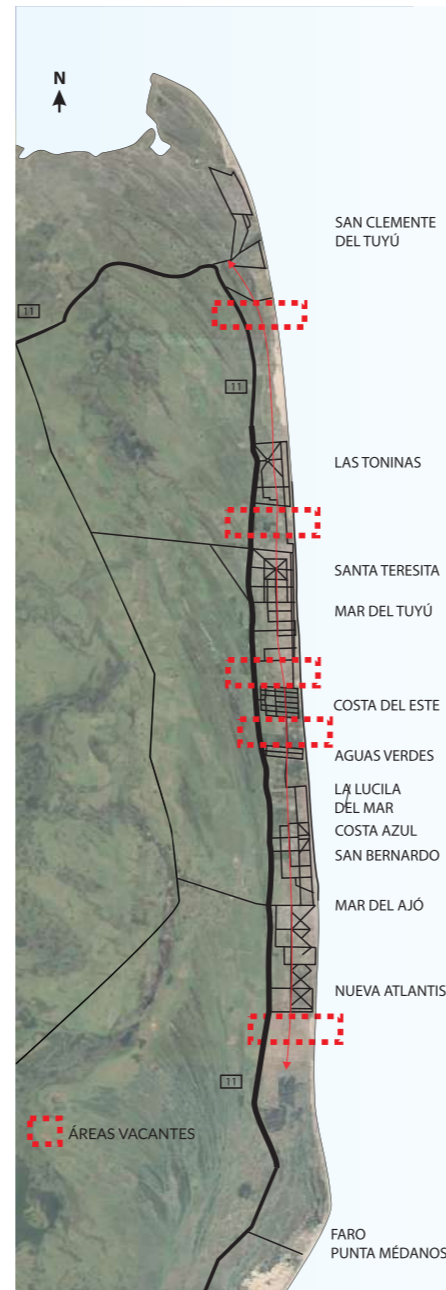 N
SAN CLEMENTE
DEL TUYÚ
11
11
LAS TONINAS
SANTA TERESITA
MAR DEL TUYÚ
COSTA DEL ESTE
AGUAS VERDES
LA LUCILA
DEL MAR
COSTA AZUL
SAN BERNARDO
MAR DEL AJÓ
NUEVA ATLANTIS
11
ÁREAS VACANTES
FARO
PUNTA MÉDANOS